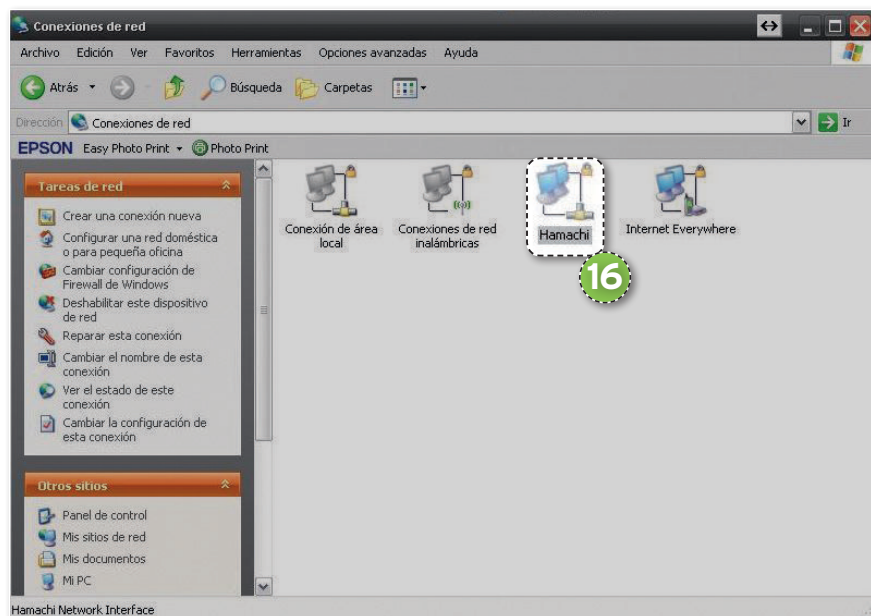 Conexiones de red
Archivo Edición Ver Favoritos Herramientas Opciones avanzadas Ayuda
Atrás Búsqueda Carpetas
Dirección Conexiones de red Ir
EPSON Easy Photo Print Photo Print
Tareas de red
Crear una conexión nueva
Configurar una red doméstica
o para pequeña oficina
Cambiar configuración de
Firewall de Windows
Deshabilitar este dispositivo
de red
Reparar esta conexión
Cambiar el nombre de esta
conexión
Ver el estado de este
conexión
Cambiar la configuración de
esta conexión
Otros sitios
Panel de control
Mis sitios de red
Mis documentos
Mi PC
Conexión de área
local
Conexiones de red
inalámbricas
Hamachi
16
Internet Everywhere
Hamachi Network Interface